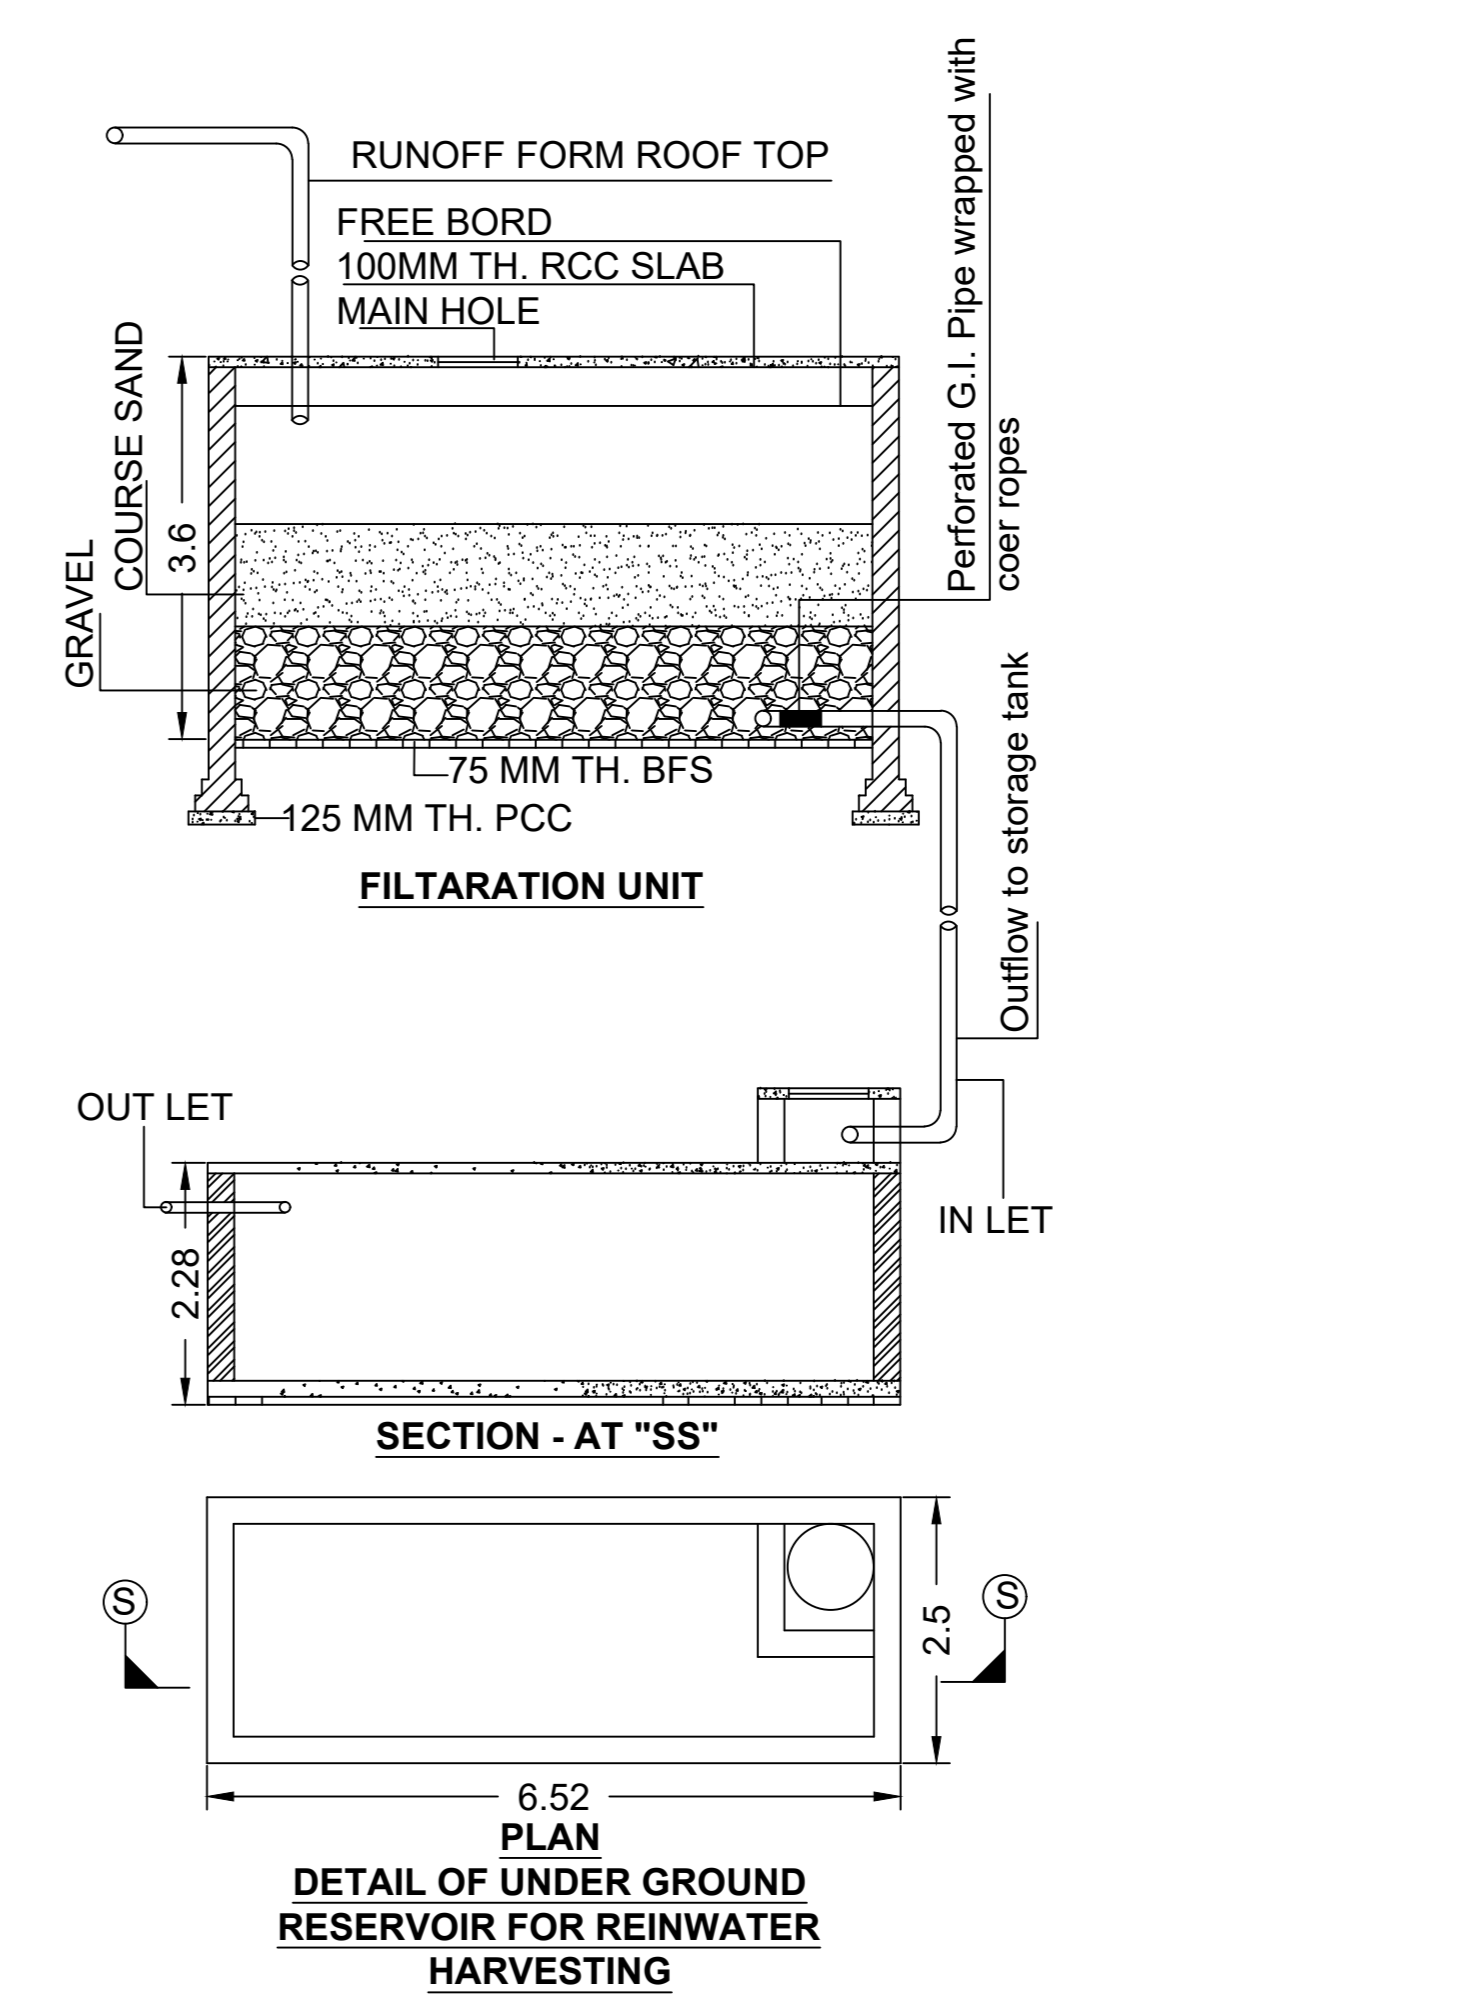 RUNOFF FORM ROOF TOP
FREE BORD
100MM TH. RCC SLAB
MAIN HOLE
COURSE SAND
GRAVEL
3.6
Perforated G.I. Pipe wrapped with
coer ropes
75 MM TH. BFS
125 MM TH. PCC
FILTARATION UNIT
Outflow to storage tank
OUT LET
IN LET
2.28
SECTION - AT "SS"
S
S
2.5
6.52
PLAN
DETAIL OF UNDER GROUND
RESERVOIR FOR REINWATER
HARVESTING